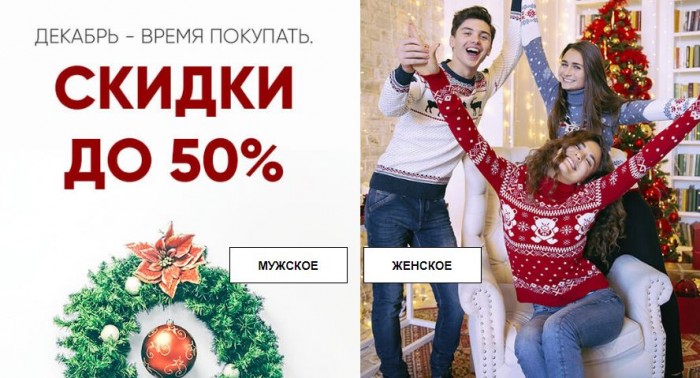 ДЕКАБРЬ - ВРЕМЯ ПОКУПАТЬ.
СКИДКИ
ДО 50%
МУЖСКОЕ
ЖЕНСКОЕ